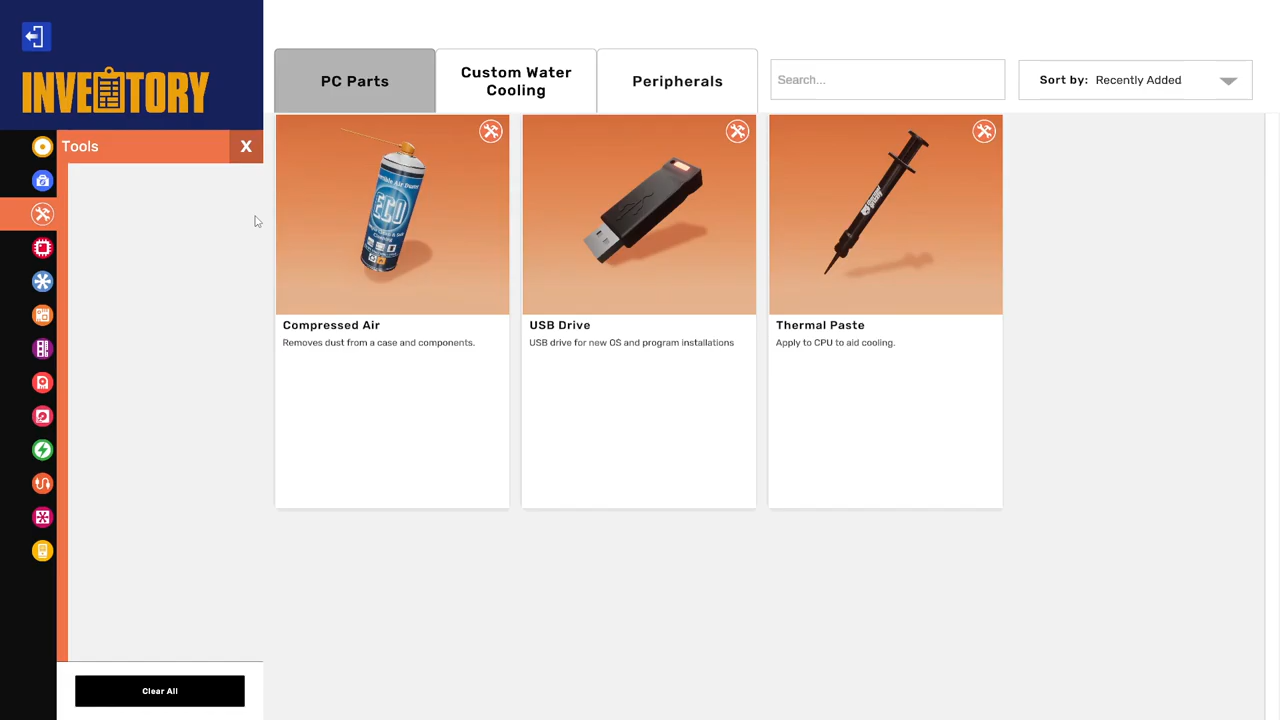 INVENTORY
PC Parts
Custom Water
Cooling
Peripherals
Search...
Sort by: Recently Added
Tools
X
ECO
Compressed Air
Removes dust from a case and components.
USB Drive
USB drive for new OS and program installations
Thermal Paste
Apply to CPU to aid cooling.
Clear All